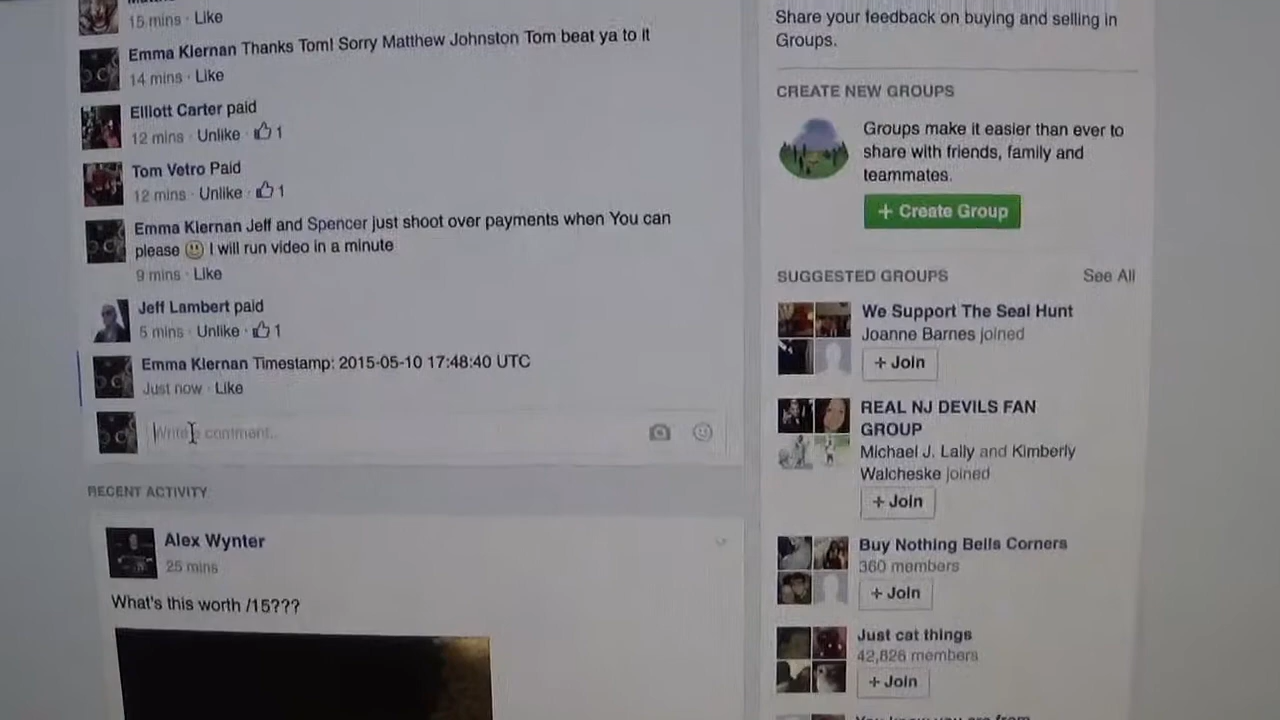 15 mins · Like
Emma Kiernan Thanks Tom! Sorry Matthew Johnston Tom beat ya to it
14 mins · Like
Elliott Carter paid
12 mins · Unlike · 1
Tom Vetro Paid
12 mins · Unlike · 1
Emma Kiernan Jeff and Spencer just shoot over payments when You can
please 🙂 I will run video in a minute
9 mins · Like
Jeff Lambert paid
5 mins · Unlike · 1
Emma Kiernan Timestamp: 2015-05-10 17:48:40 UTC
Just now · Like
Write a comment...
RECENT ACTIVITY
Alex Wynter
25 mins
What's this worth /15???
Share your feedback on buying and selling in
Groups.
CREATE NEW GROUPS
Groups make it easier than ever to
share with friends, family and
teammates.
+ Create Group
SUGGESTED GROUPS See All
We Support The Seal Hunt
Joanne Barnes joined
+ Join
REAL NJ DEVILS FAN
GROUP
Michael J. Lally and Kimberly
Walcheske joined
+ Join
Buy Nothing Bells Corners
360 members
+ Join
Just cat things
42,826 members
+ Join